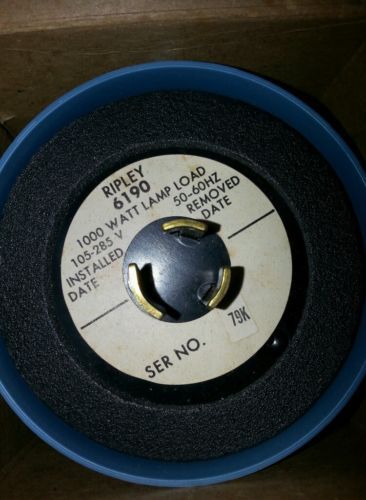 RIPLEY
6190
1000 WATT LAMP LOAD
105-285 V 50-60HZ
INSTALLED REMOVED
DATE DATE
SER NO.
79K